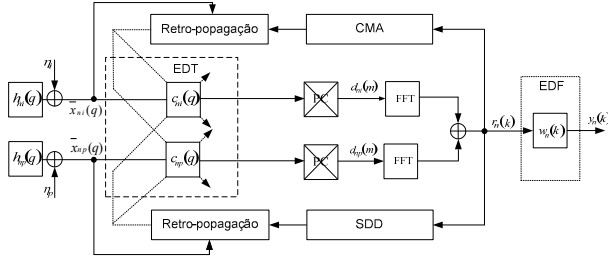 Retro-popagação
CMA
η_i
EDT
h_ni(q)
x̄_ni(q)
c_ni(q)
PC
d_ni(m)
FFT
EDF
r_n(k)
w_n(k)
y_n(k)
h_np(q)
x̄_np(q)
c_np(q)
PC
d_np(m)
FFT
η_p
Retro-popagação
SDD